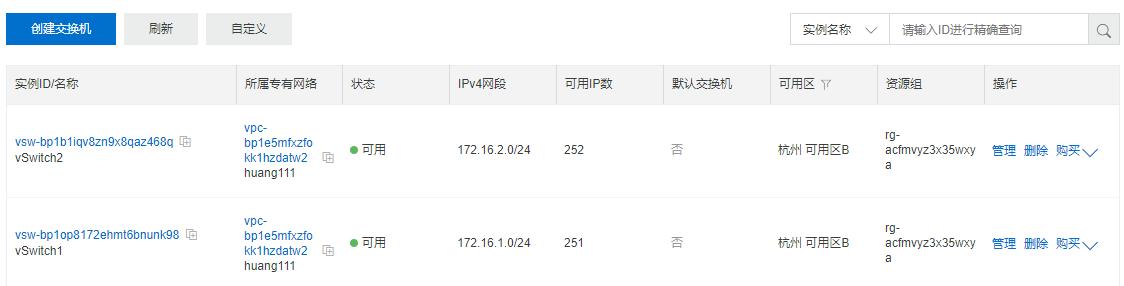 创建交换机 刷新 自定义 实例名称 请输入ID进行精确查询
实例ID/名称 所属专有网络 状态 IPv4网段 可用IP数 默认交换机 可用区 资源组 操作
vsw-bp1b1iqv8zn9x8qaz468q
vSwitch2
vpc-
bp1e5mfxzfo
kk1hzdatw2
huang111
可用
172.16.2.0/24
252
否
杭州 可用区B
rg-
acfmvyz3x35wxy
a
管理 删除 购买
vsw-bp1op8172ehmt6bnunk98
vSwitch1
vpc-
bp1e5mfxzfo
kk1hzdatw2
huang111
可用
172.16.1.0/24
251
否
杭州 可用区B
rg-
acfmvyz3x35wxy
a
管理 删除 购买